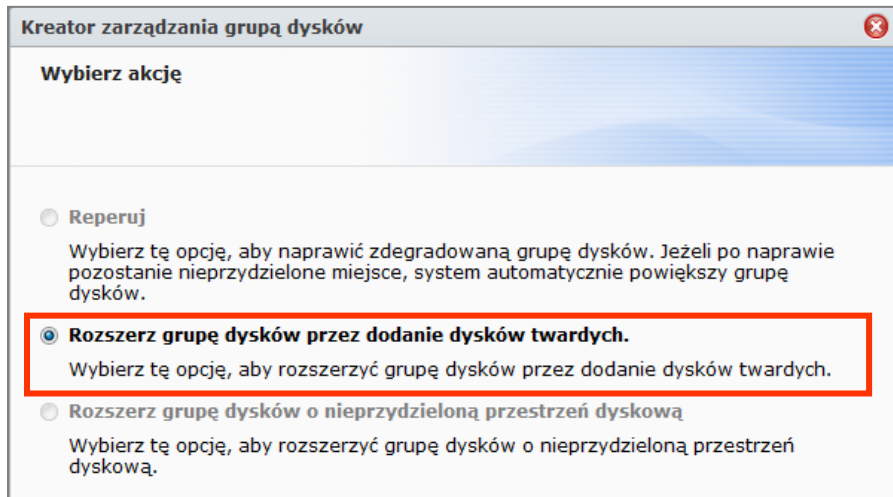 Kreator zarządzania grupą dysków
Wybierz akcję
Reperuj
Wybierz tę opcję, aby naprawić zdegradowaną grupę dysków. Jeżeli po naprawie
pozostanie nieprzydzielone miejsce, system automatycznie powiększy grupę
dysków.
Rozszerz grupę dysków przez dodanie dysków twardych.
Wybierz tę opcję, aby rozszerzyć grupę dysków przez dodanie dysków twardych.
Rozszerz grupę dysków o nieprzydzieloną przestrzeń dyskową
Wybierz tę opcję, aby rozszerzyć grupę dysków o nieprzydzieloną przestrzeń
dyskową.